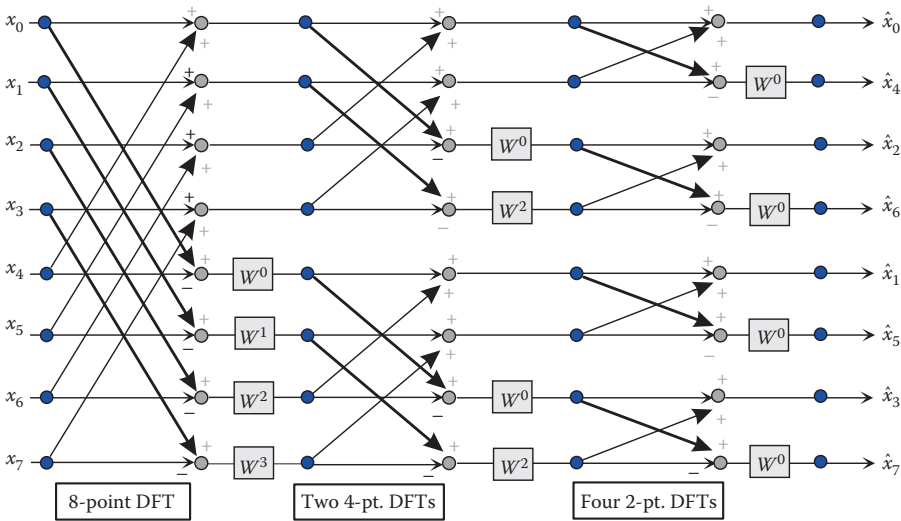 x₀ + + + x̂₀
+ + +
x₁ + + + W⁰ x̂₄
+ + −
x₂ + + W⁰ + x̂₂
+ − +
x₃ + + W² + W⁰ x̂₆
+ − −
x₄ + W⁰ + + x̂₁
− + +
x₅ + W¹ + + W⁰ x̂₅
− + −
x₆ + W² + W⁰ + x̂₃
− − +
x₇ + W³ + W² + W⁰ x̂₇
− − −
8-point DFT
Two 4-pt. DFTs
Four 2-pt. DFTs